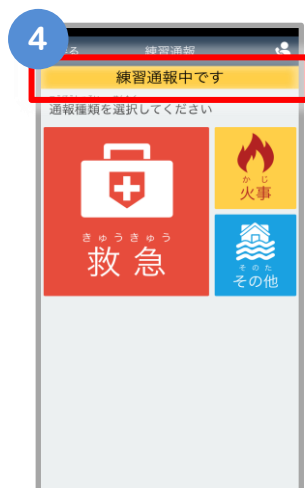 4
練習通報
練習通報中です
通報種類を選択してください
きゅうきゅう
救急
かじ
火事
そのた
その他